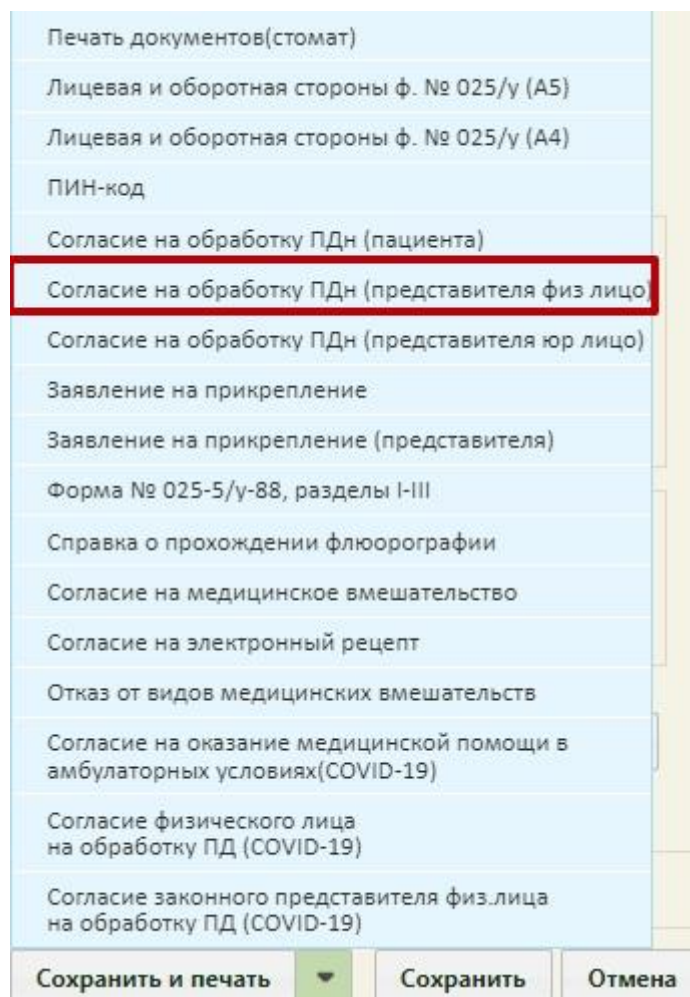 Печать документов(стомат)
Лицевая и оборотная стороны ф. № 025/у (А5)
Лицевая и оборотная стороны ф. № 025/у (А4)
ПИН-код
Согласие на обработку ПДн (пациента)
Согласие на обработку ПДн (представителя физ лицо)
Согласие на обработку ПДн (представителя юр лицо)
Заявление на прикрепление
Заявление на прикрепление (представителя)
Форма № 025-5/у-88, разделы I-III
Справка о прохождении флюорографии
Согласие на медицинское вмешательство
Согласие на электронный рецепт
Отказ от видов медицинских вмешательств
Согласие на оказание медицинской помощи в
амбулаторных условиях(COVID-19)
Согласие физического лица
на обработку ПД (COVID-19)
Согласие законного представителя физ.лица
на обработку ПД (COVID-19)
Сохранить и печать Сохранить Отмена